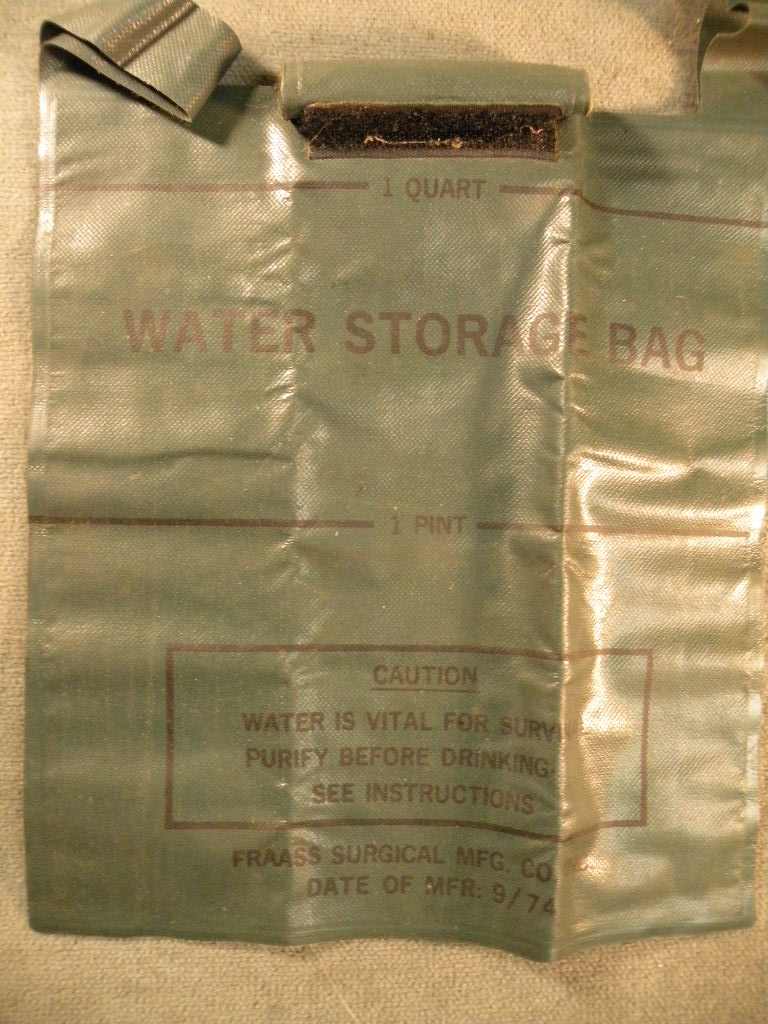 1 QUART
WATER STORAGE BAG
1 PINT
CAUTION
WATER IS VITAL FOR
PURIFY BEFORE DRINKING-
SEE INSTRUCTIONS
FRAASS SURGICAL MFG. CO.
DATE OF MFR: 9/74